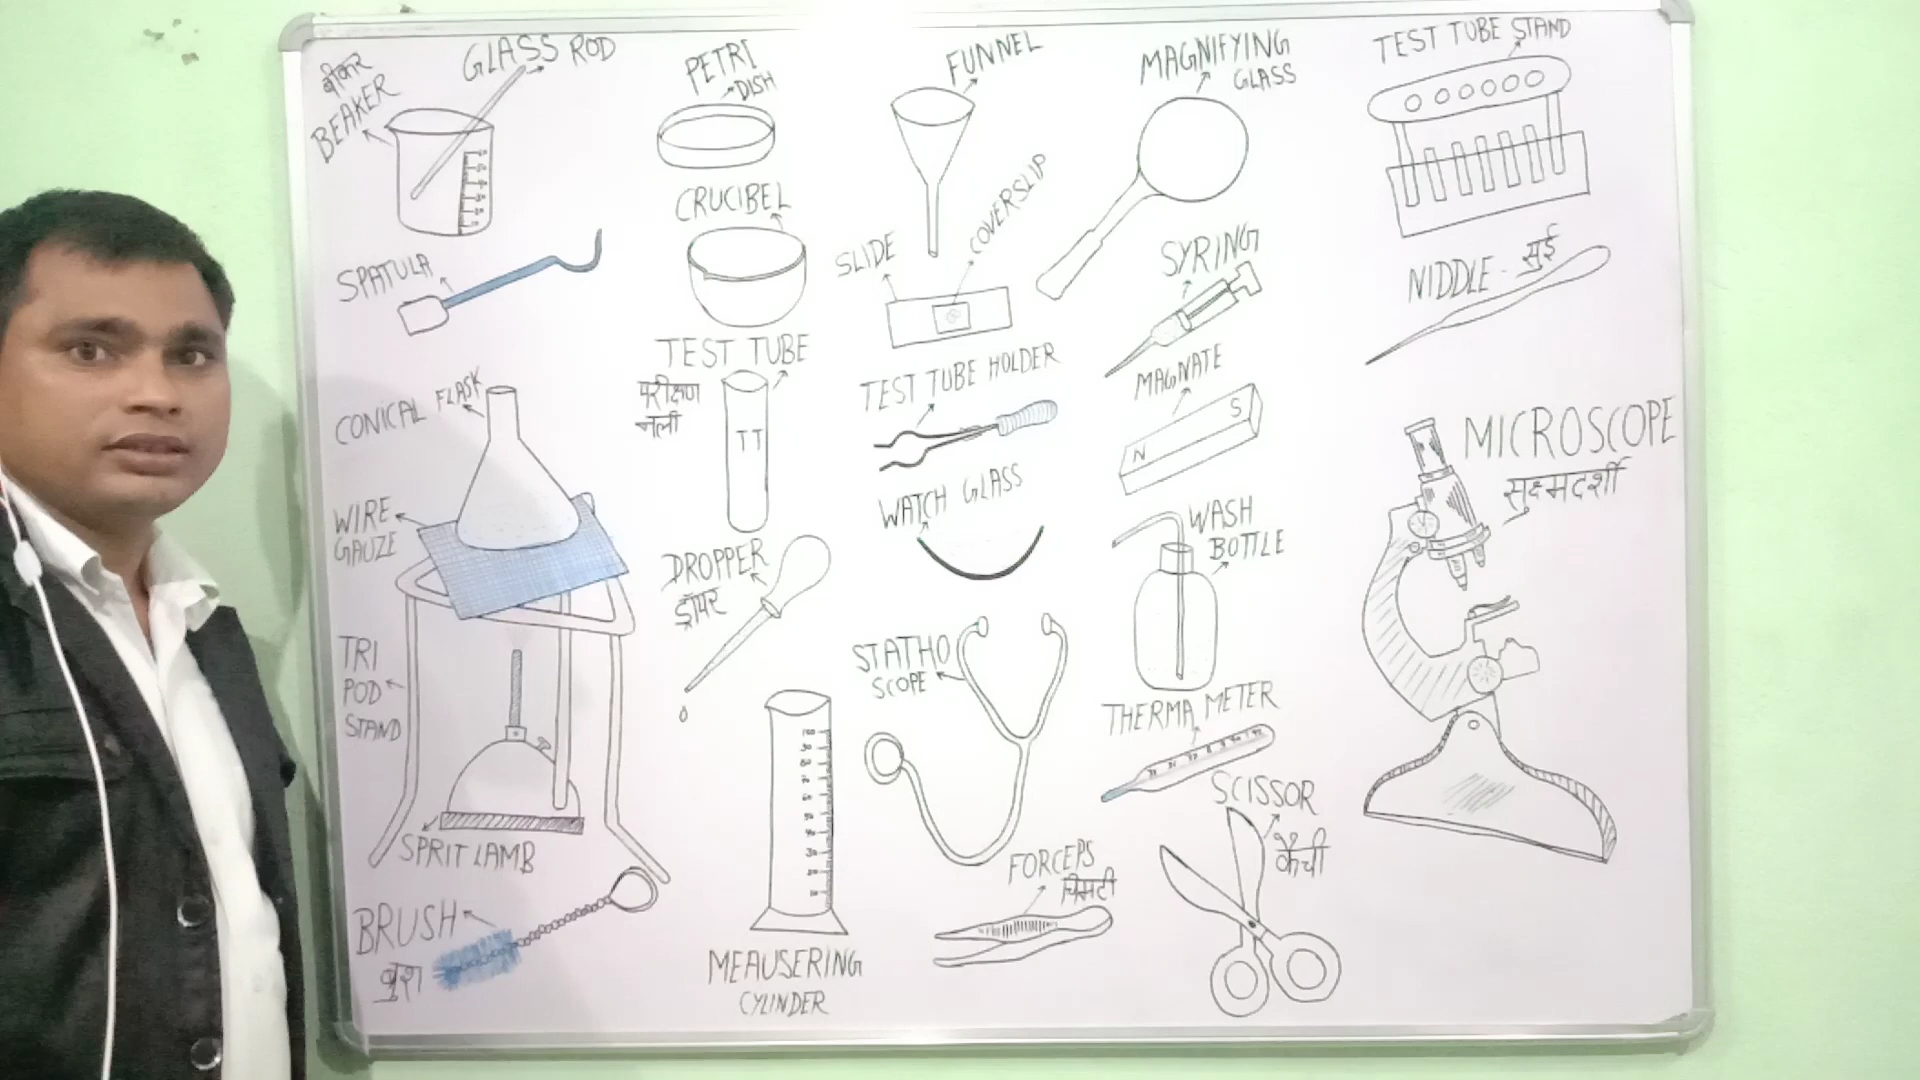 बीकर
BEAKER
GLASS ROD
PETRI
DISH
FUNNEL
MAGNIFYING
GLASS
TEST TUBE STAND
SPATULA
CRUCIBEL
SLIDE
COVERSLIP
SYRING
NIDDLE - सुई
CONICAL FLASK
TEST TUBE
परीक्षण
नली
TT
TEST TUBE HOLDER
MAGNATE
N
S
MICROSCOPE
सुक्ष्मदर्शी
WIRE
GAUZE
DROPPER
ड्रॉपर
WATCH GLASS
WASH
BOTTLE
TRI
POD
STAND
STATHO
SCOPE
THERMA METER
SPRIT LAMB
SCISSOR
कैंची
BRUSH
ब्रुश
MEAUSERING
CYLINDER
FORCEPS
चिमटी